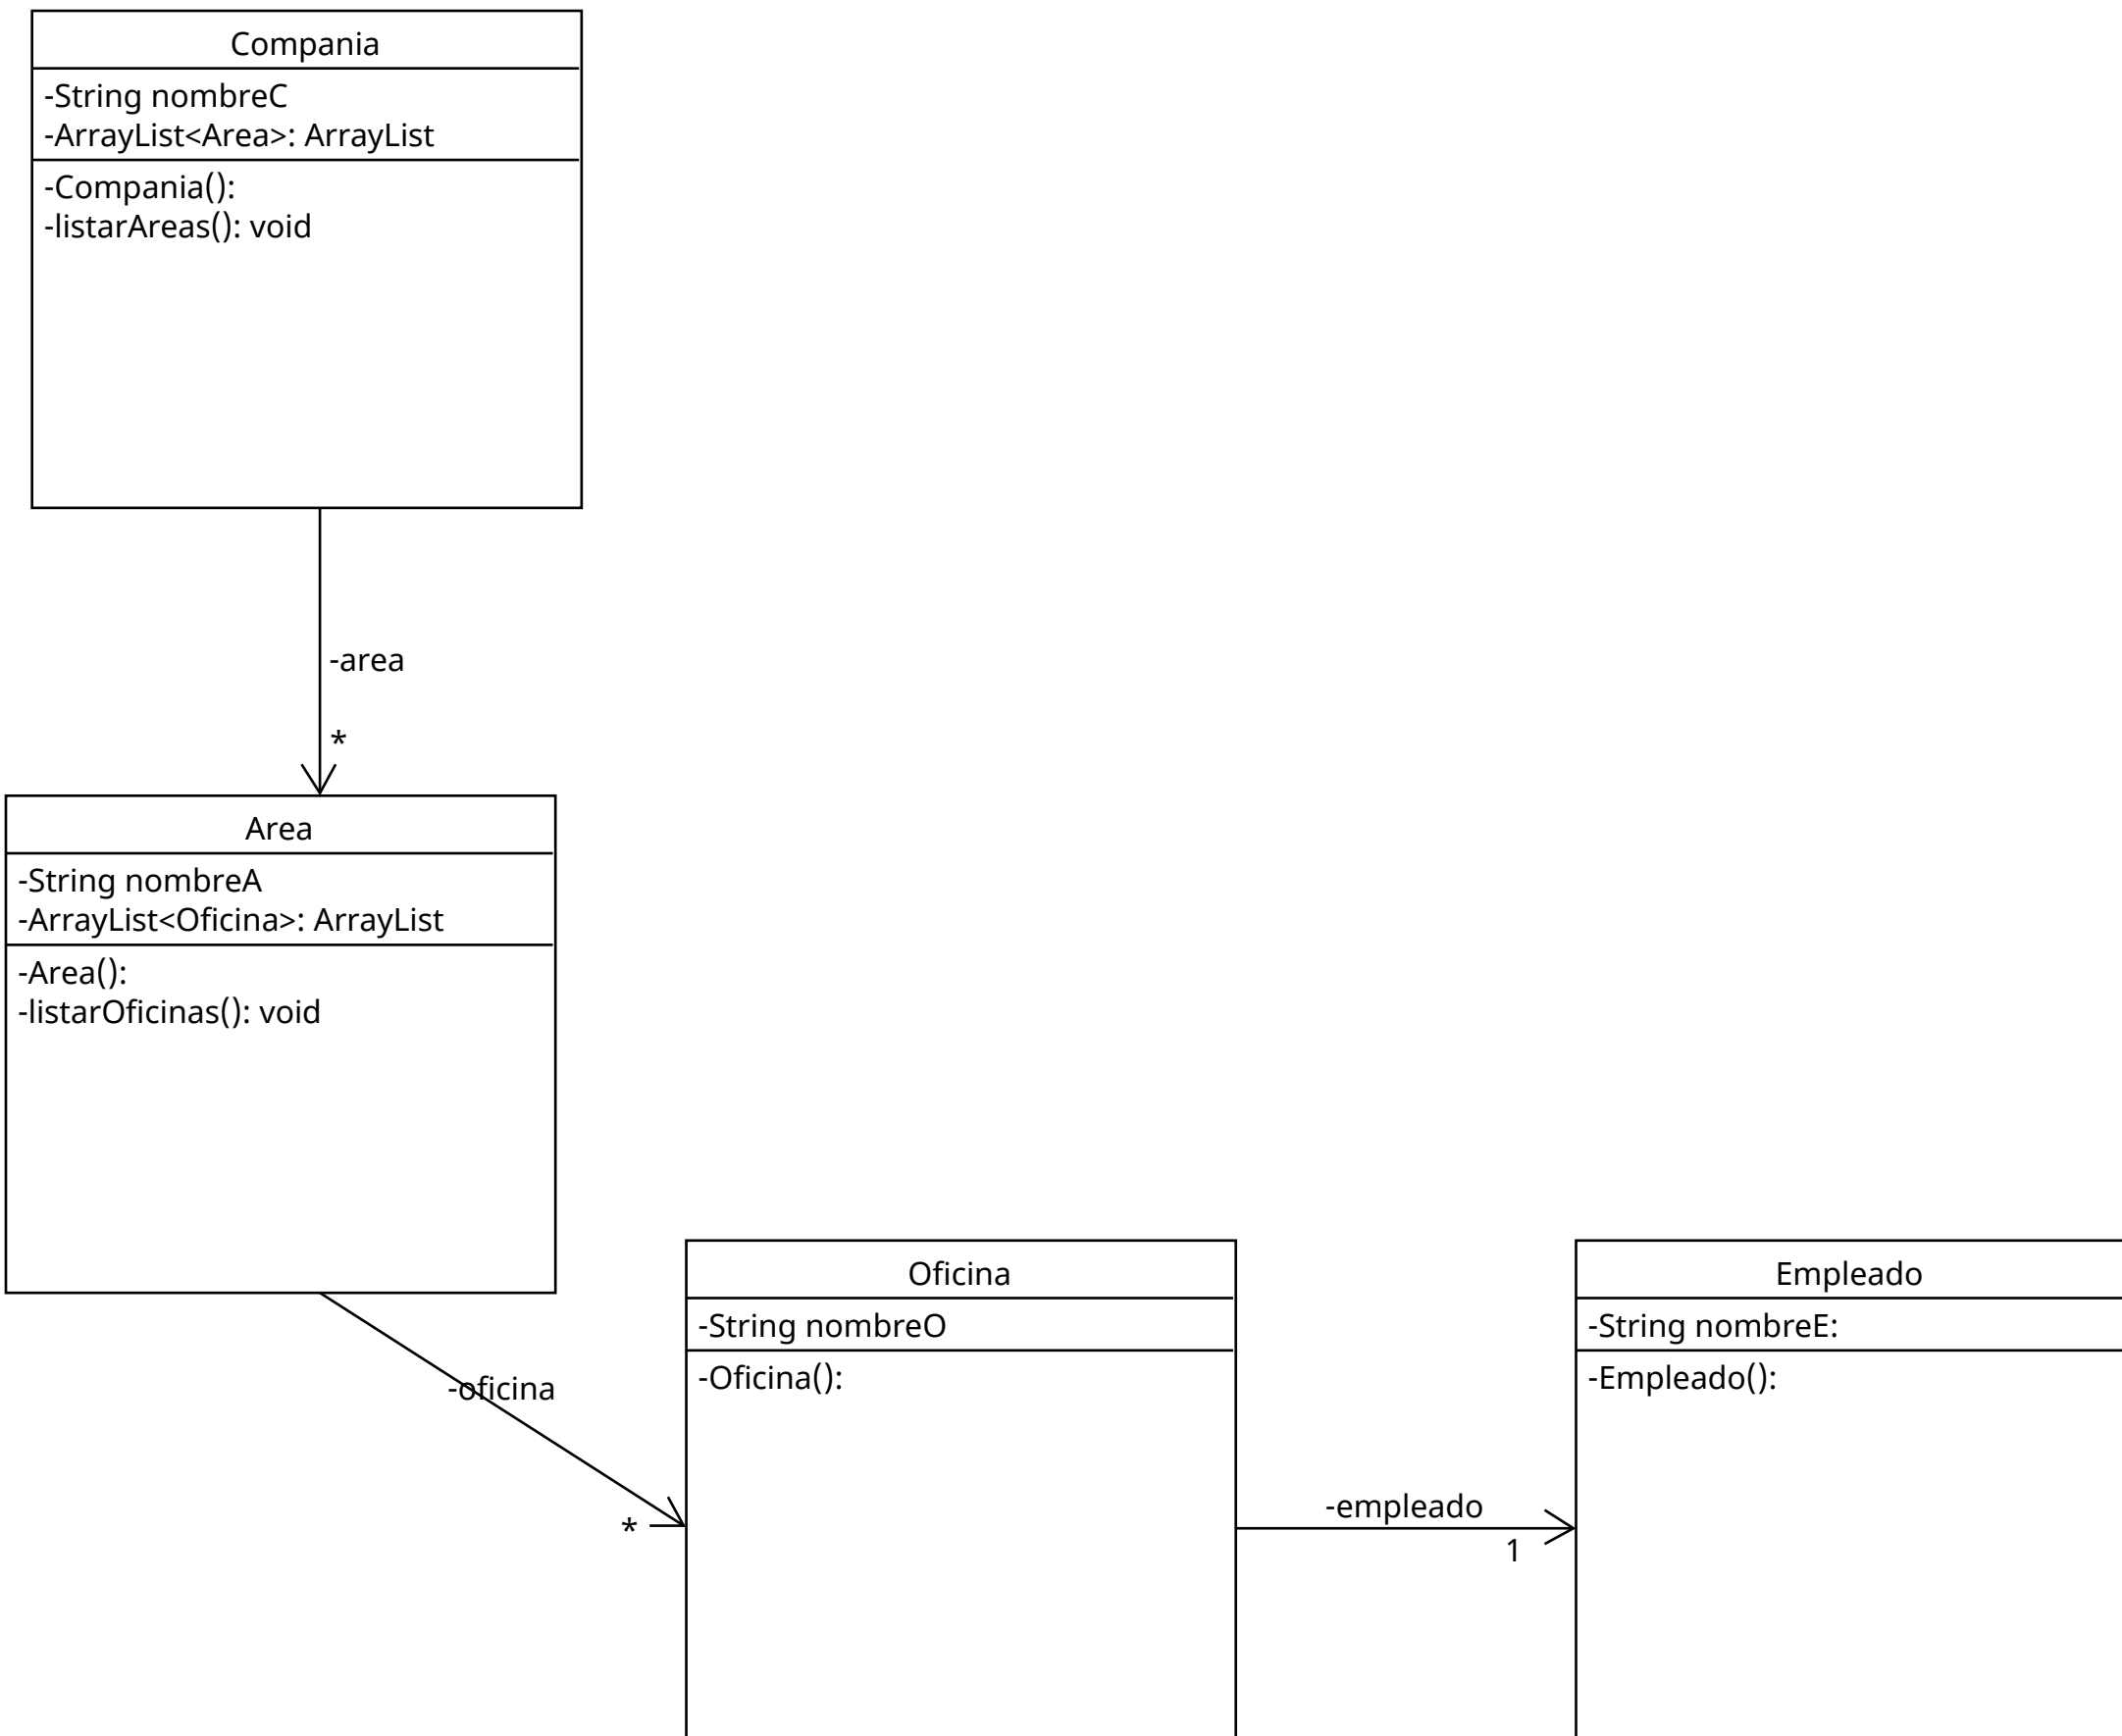 Compania
-String nombreC
-ArrayList<Area>: ArrayList
-Compania():
-listarAreas(): void
-area
*
Area
-String nombreA
-ArrayList<Oficina>: ArrayList
-Area():
-listarOficinas(): void
-oficina
*
Oficina
-String nombreO
-Oficina():
-empleado
1
Empleado
-String nombreE:
-Empleado():